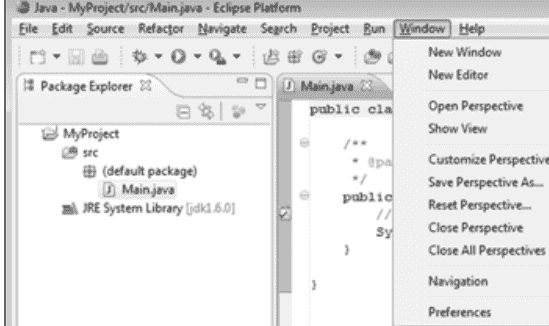 Java - MyProject/src/Main.java - Eclipse Platform
File Edit Source Refactor Navigate Search Project Run Window Help
Package Explorer
MyProject
src
(default package)
Main.java
JRE System Library [jdk1.6.0]
Main.java
public cla
/**
* @pa
*/
public
//
Sy
}
}
New Window
New Editor
Open Perspective
Show View
Customize Perspective
Save Perspective As...
Reset Perspective...
Close Perspective
Close All Perspectives
Navigation
Preferences